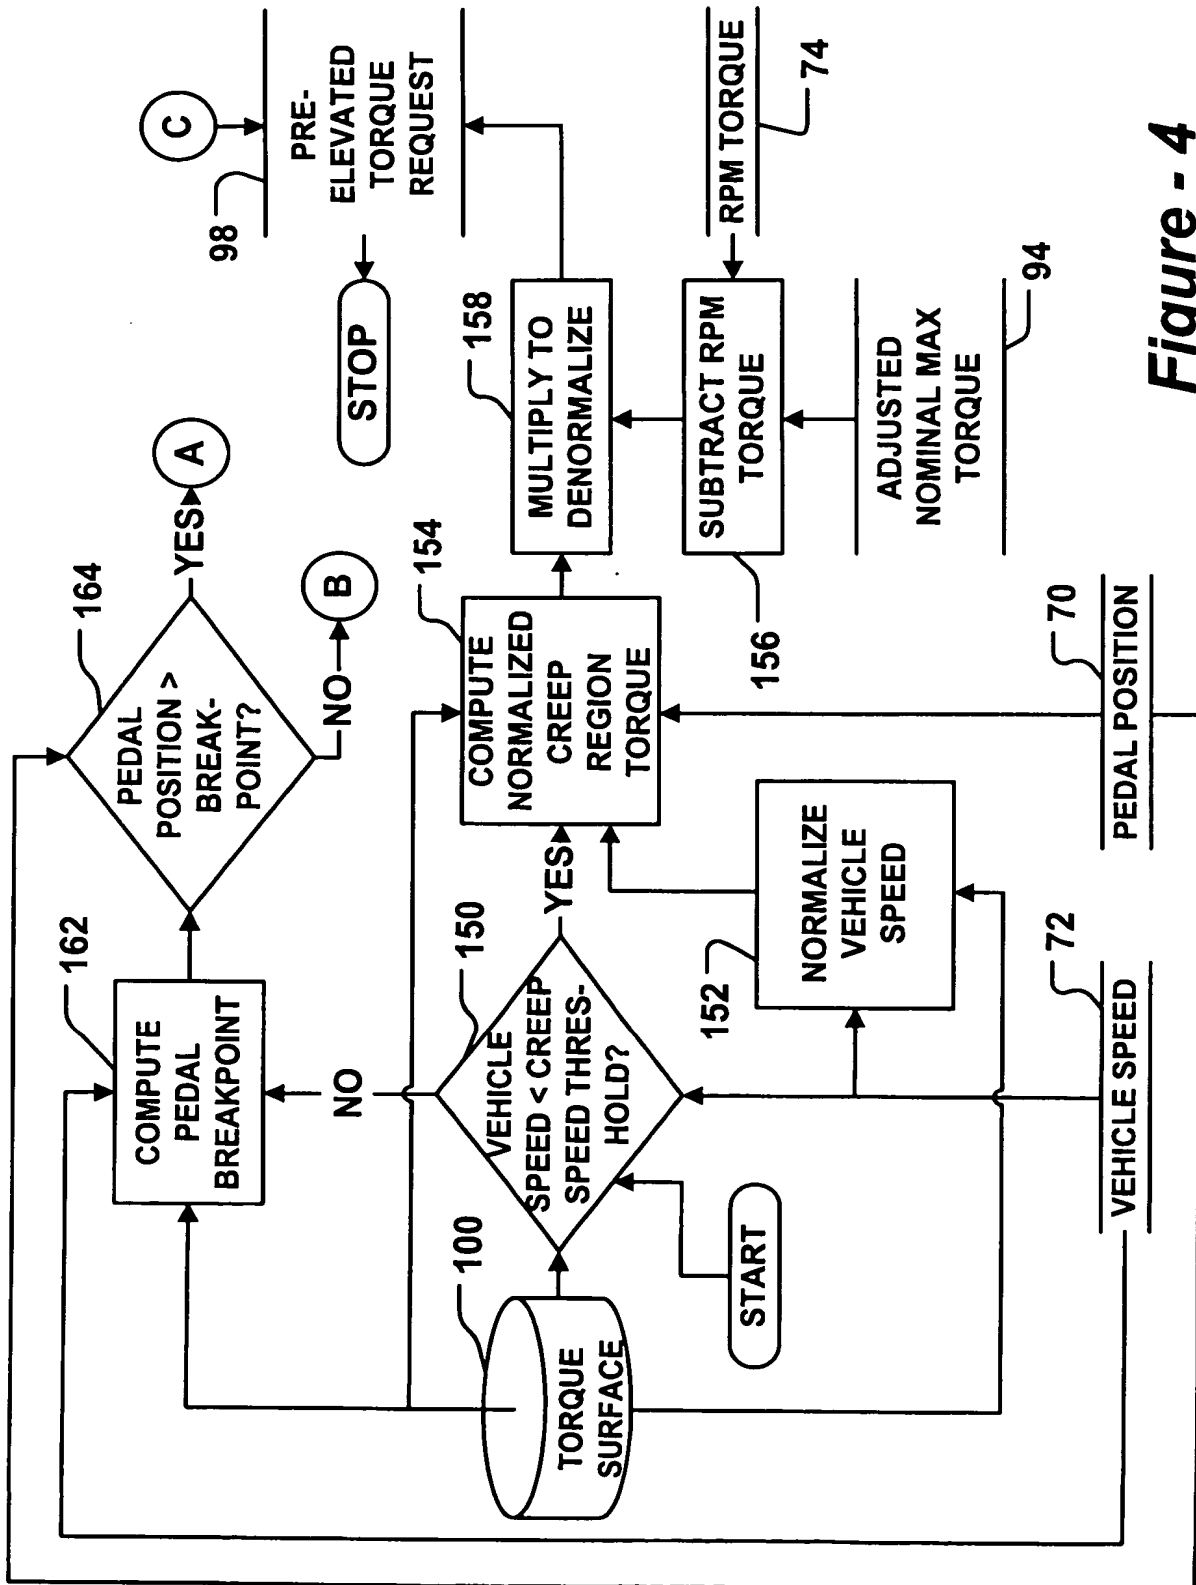 162
COMPUTE
PEDAL
BREAKPOINT
164
PEDAL
POSITION >
BREAK-
POINT?
YES
A
NO
B
C
98
PRE-
ELEVATED
TORQUE
REQUEST
STOP
100
TORQUE
SURFACE
NO
150
VEHICLE
SPEED < CREEP
SPEED THRES-
HOLD?
YES
154
COMPUTE
NORMALIZED
CREEP
REGION
TORQUE
158
MULTIPLY TO
DENORMALIZE
START
152
NORMALIZE
VEHICLE
SPEED
156
SUBTRACT RPM
TORQUE
RPM TORQUE
74
ADJUSTED
NOMINAL MAX
TORQUE
94
72
VEHICLE SPEED
70
PEDAL POSITION
Figure - 4